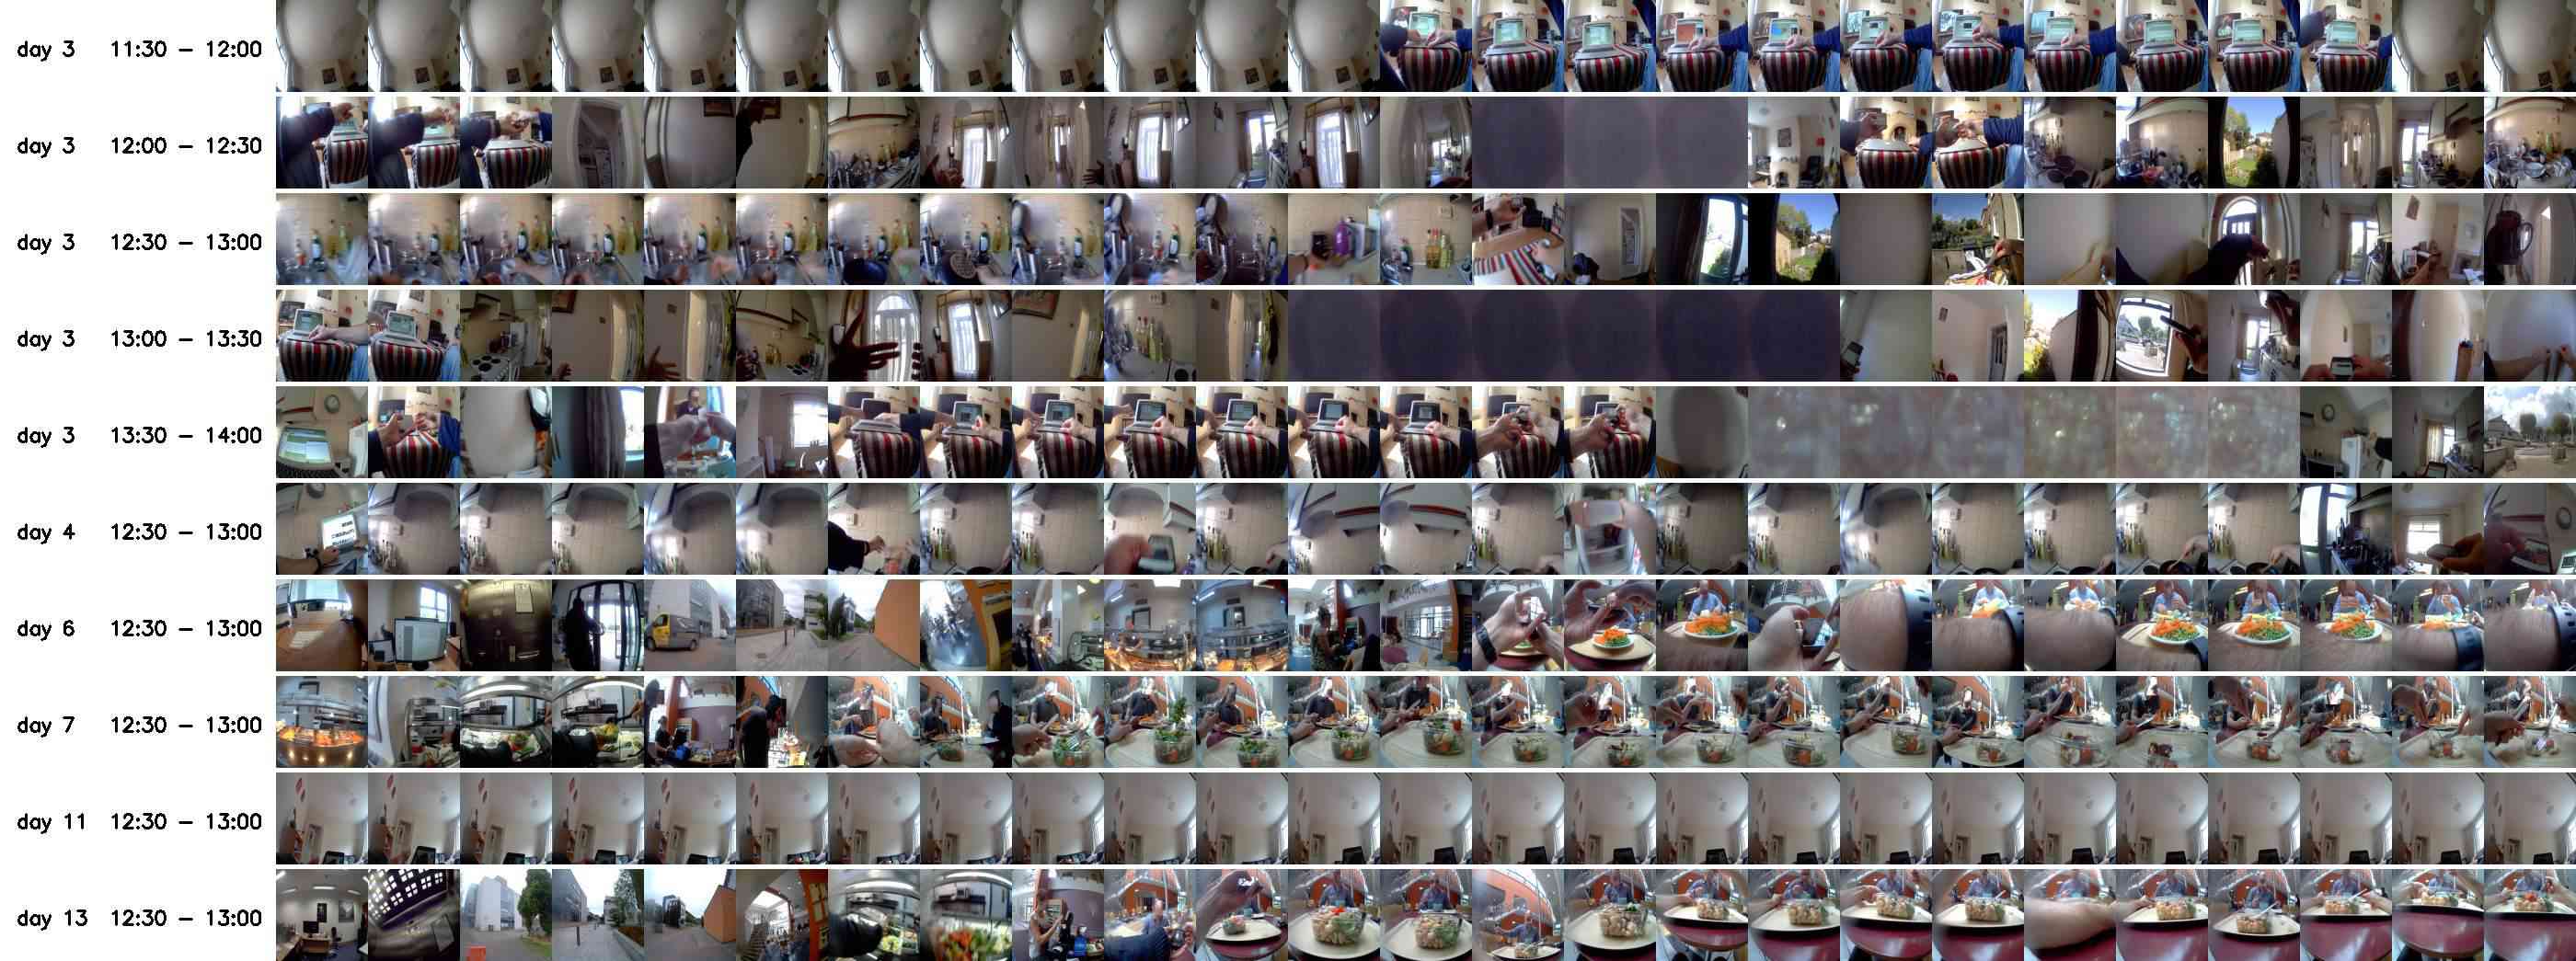 day 3 11:30 – 12:00
day 3 12:00 – 12:30
day 3 12:30 – 13:00
day 3 13:00 – 13:30
day 3 13:30 – 14:00
day 4 12:30 – 13:00
day 6 12:30 – 13:00
day 7 12:30 – 13:00
day 11 12:30 – 13:00
day 13 12:30 – 13:00